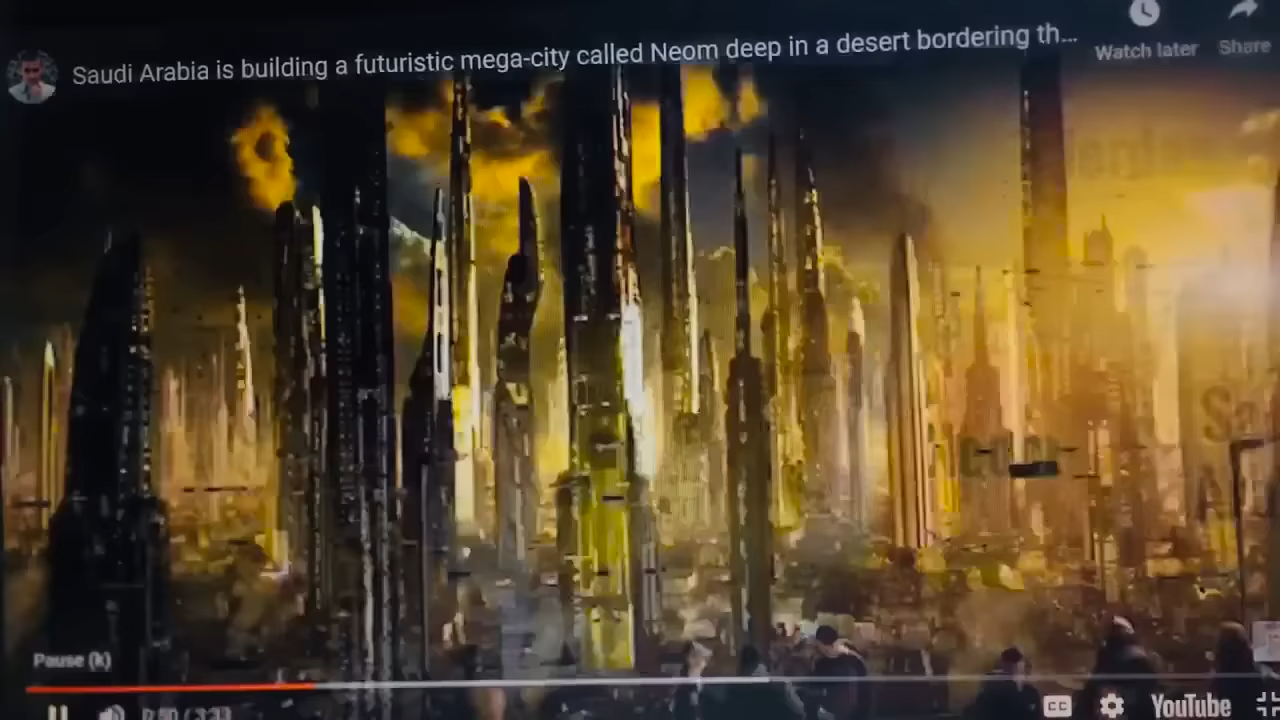 Saudi Arabia is building a futuristic mega-city called Neom deep in a desert bordering th...
Watch later
Share
Pause (k)
CC
YouTube